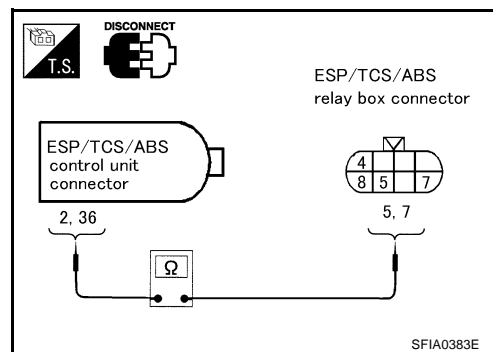 DISCONNECT
T.S.
ESP/TCS/ABS
relay box connector
ESP/TCS/ABS
control unit
connector
4
8 5 7
2, 36
5, 7
Ω
SFIA0383E